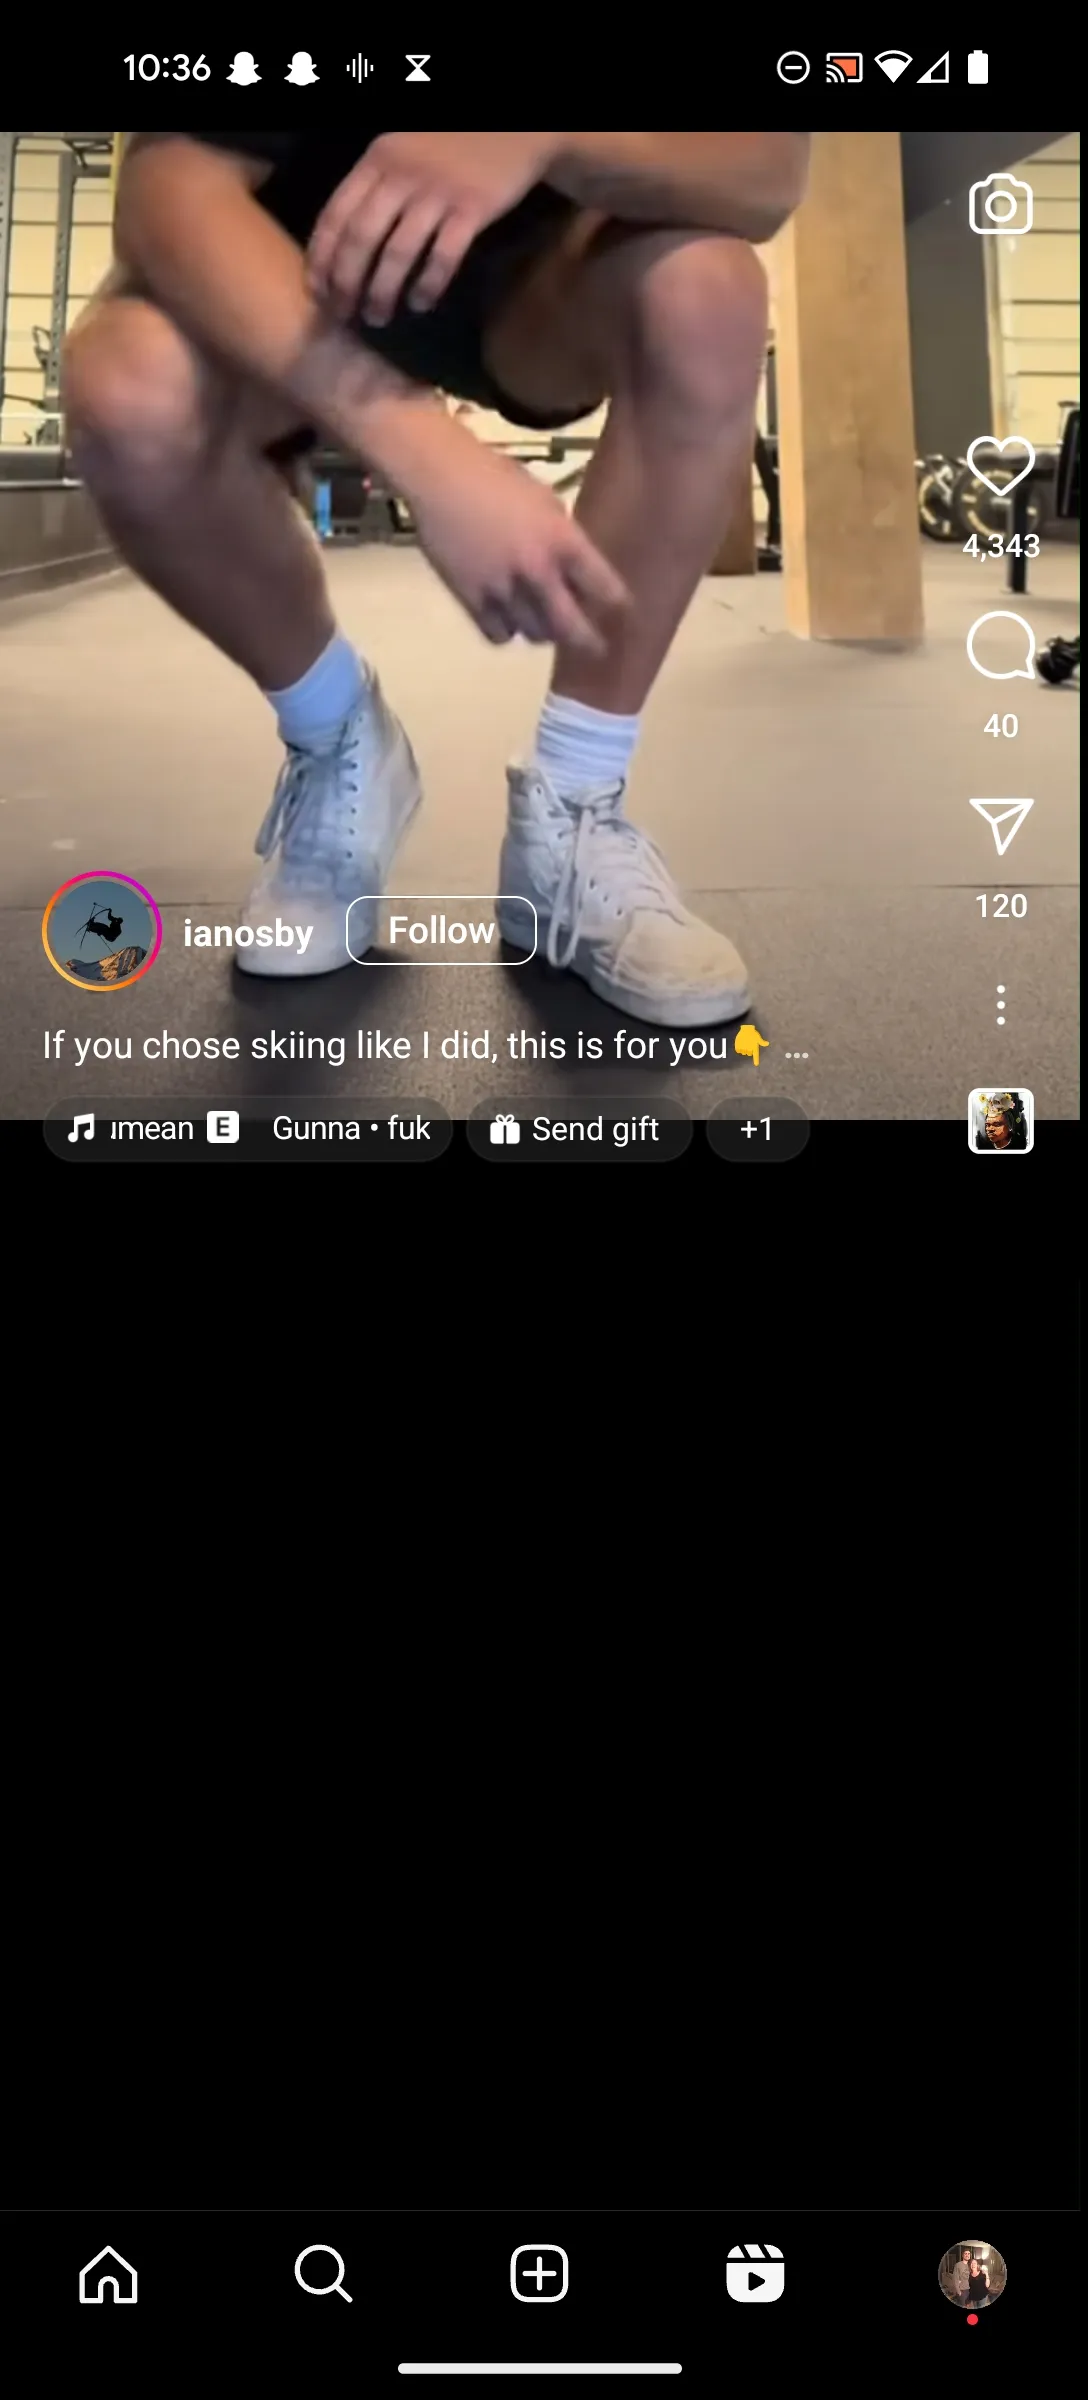 10:36
4,343
40
120
ianosby
Follow
If you chose skiing like I did, this is for you👇 ...
ımean E Gunna • fuk
Send gift
+1